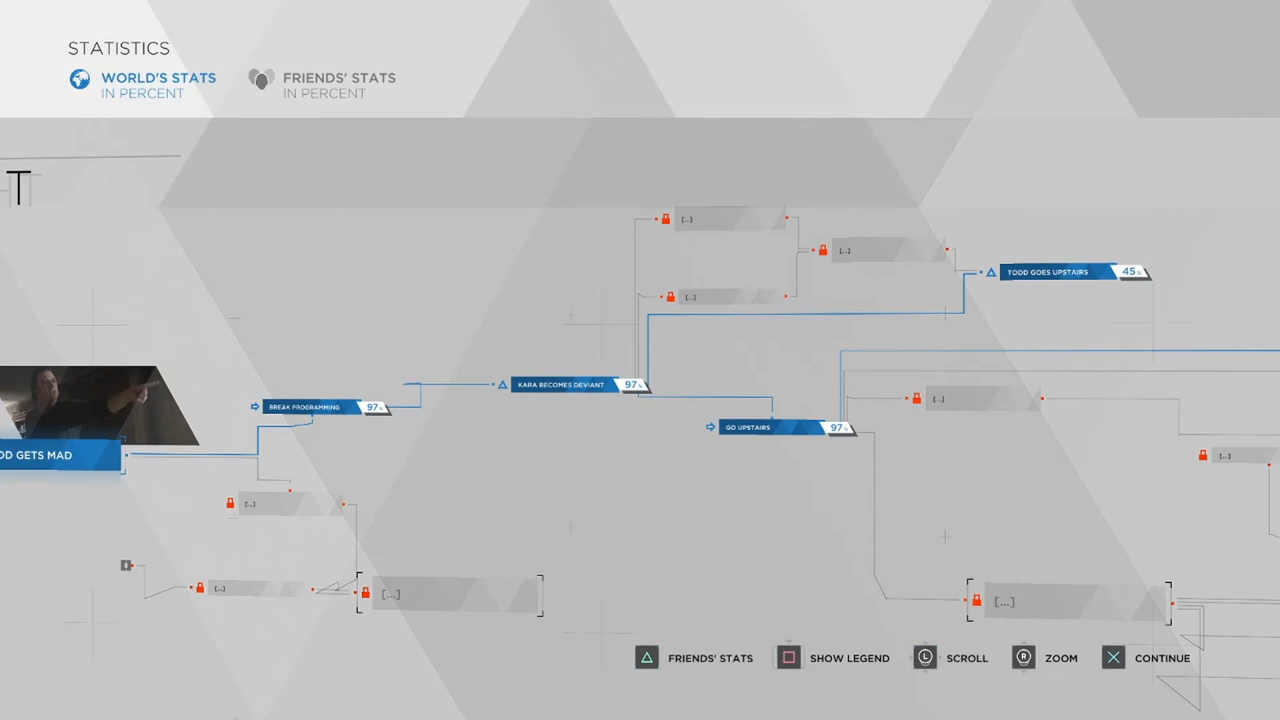 STATISTICS
WORLD'S STATS
IN PERCENT
FRIENDS' STATS
IN PERCENT
T
[...]
[...]
TODD GOES UPSTAIRS 45%
[...]
KARA BECOMES DEVIANT 97%
BREAK PROGRAMMING 97%
[...]
GO UPSTAIRS 97%
DD GETS MAD
[...]
[...]
[...]
[...]
[...]
FRIENDS' STATS
SHOW LEGEND
L
SCROLL
R
ZOOM
CONTINUE